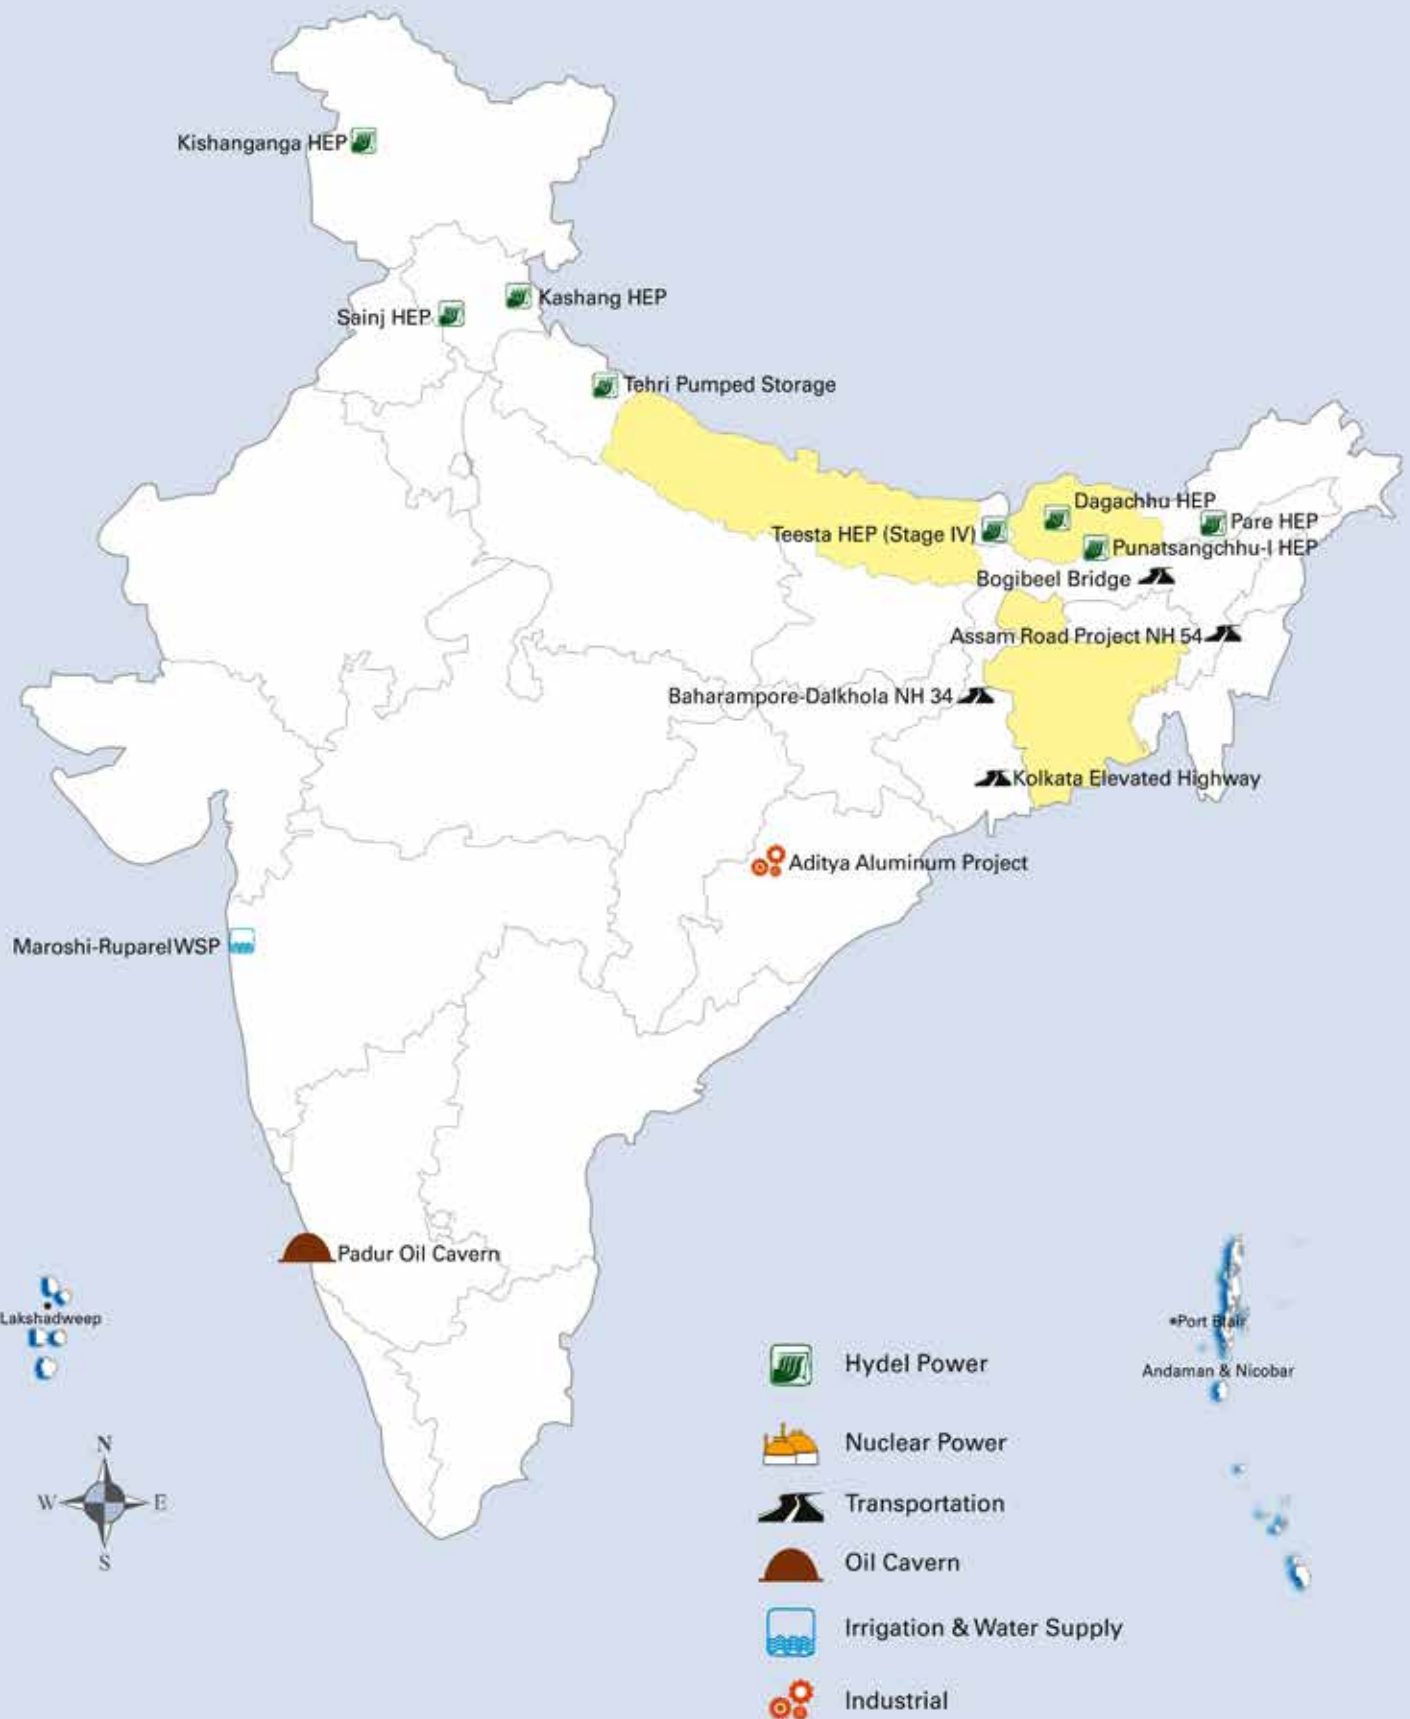 Kishanganga HEP
Kashang HEP
Sainj HEP
Tehri Pumped Storage
Dagachhu HEP
Teesta HEP (Stage IV)
Pare HEP
Punatsangchhu-I HEP
Bogibeel Bridge
Assam Road Project NH 54
Baharampore-Dalkhola NH 34
Kolkata Elevated Highway
Aditya Aluminum Project
Maroshi-Ruparel WSP
Padur Oil Cavern
Lakshadweep
Port Blair
Andaman & Nicobar
N
W E
S
Hydel Power
Nuclear Power
Transportation
Oil Cavern
Irrigation & Water Supply
Industrial